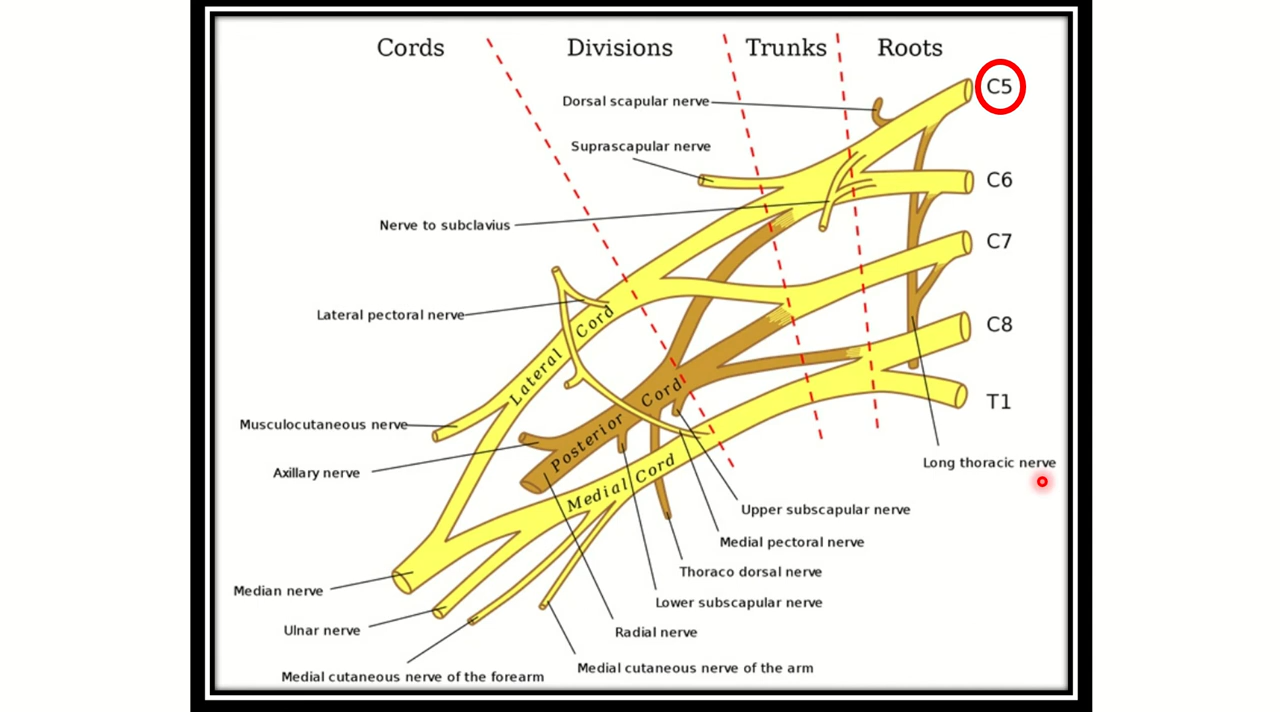 Cords
Divisions
Trunks
Roots
C5
Dorsal scapular nerve
Suprascapular nerve
C6
Nerve to subclavius
C7
Lateral pectoral nerve
C8
Lateral Cord
Posterior Cord
Medial Cord
T1
Musculocutaneous nerve
Axillary nerve
Long thoracic nerve
Upper subscapular nerve
Medial pectoral nerve
Thoraco dorsal nerve
Median nerve
Lower subscapular nerve
Ulnar nerve
Radial nerve
Medial cutaneous nerve of the arm
Medial cutaneous nerve of the forearm